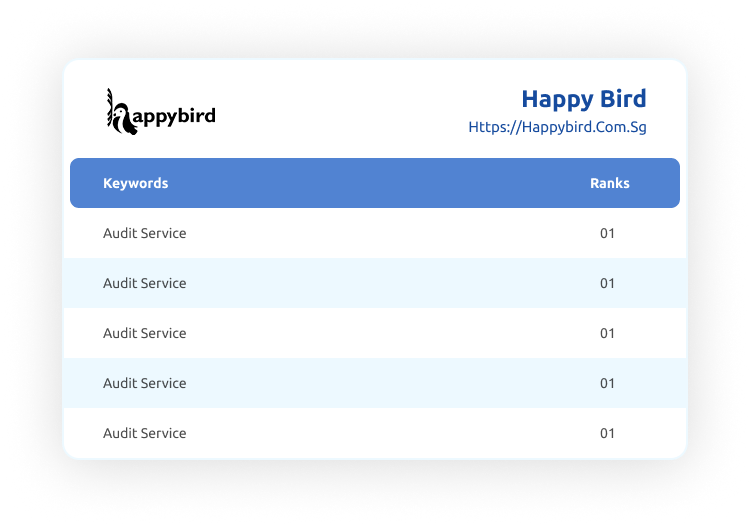 happybird
Happy Bird
Https://Happybird.Com.Sg
Keywords Ranks
Audit Service 01
Audit Service 01
Audit Service 01
Audit Service 01
Audit Service 01